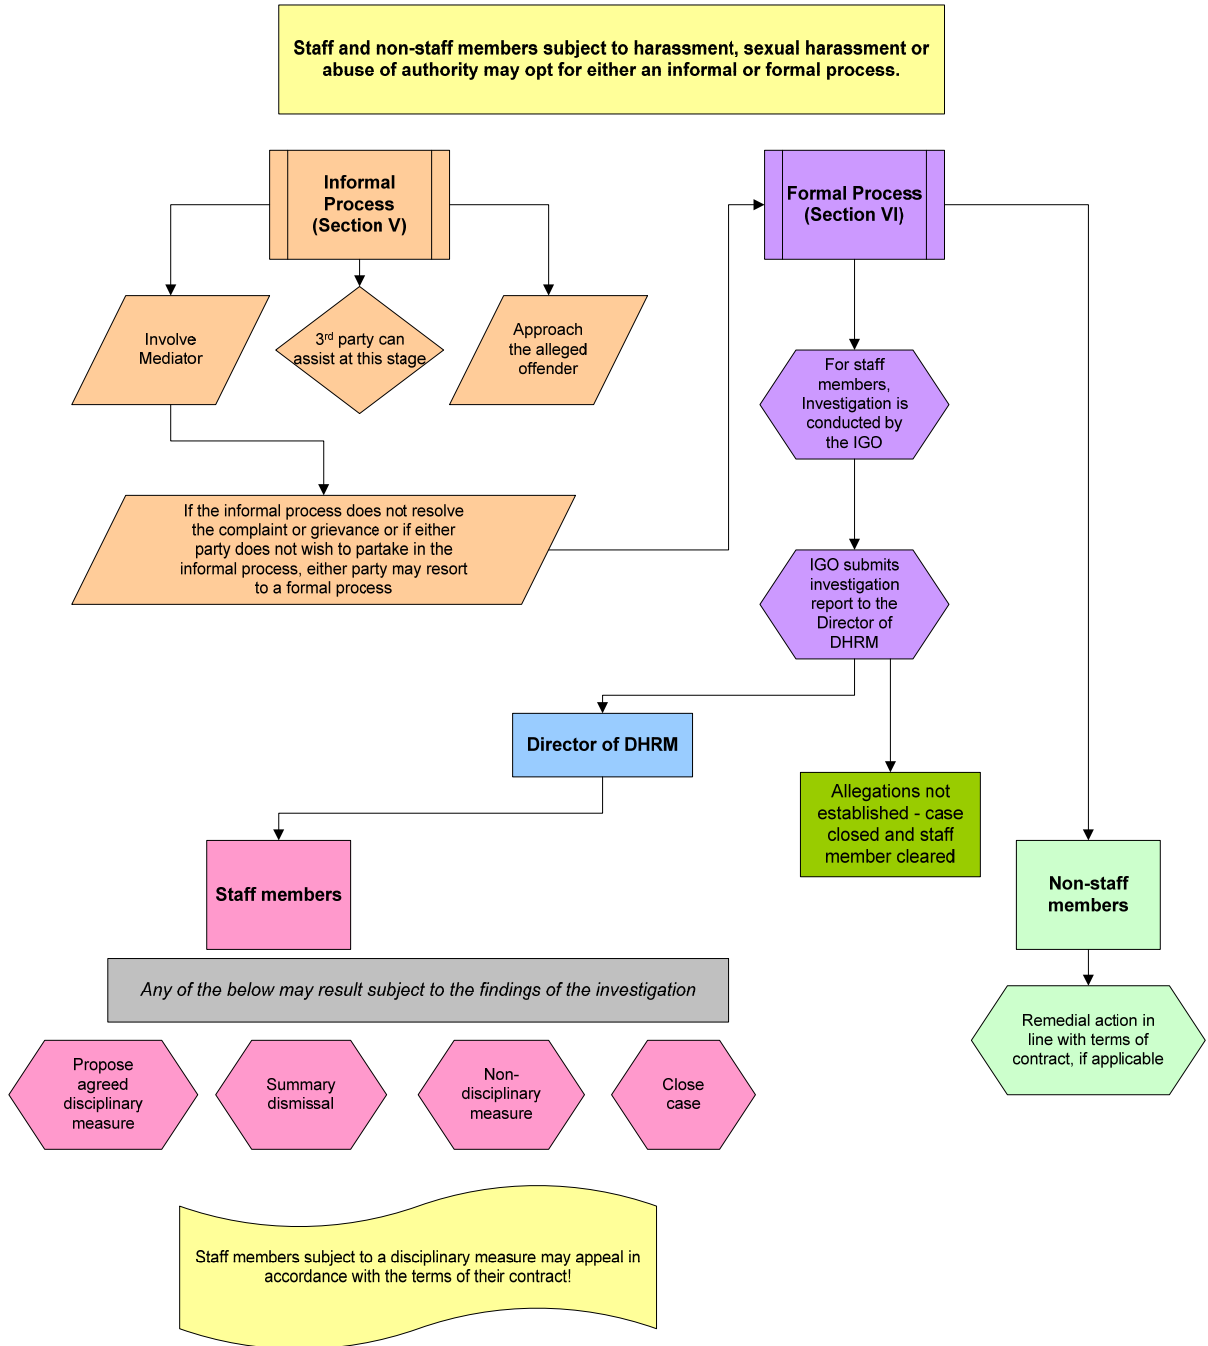 Staff and non-staff members subject to harassment, sexual harassment or
abuse of authority may opt for either an informal or formal process.
Informal
Process
(Section V)
Formal Process
(Section VI)
Involve
Mediator
3rd party can
assist at this stage
Approach
the alleged
offender
For staff
members,
Investigation is
conducted by
the IGO
If the informal process does not resolve
the complaint or grievance or if either
party does not wish to partake in the
informal process, either party may resort
to a formal process
IGO submits
investigation
report to the
Director of
DHRM
Director of DHRM
Allegations not
established - case
closed and staff
member cleared
Staff members
Non-staff
members
Any of the below may result subject to the findings of the investigation
Remedial action in
line with terms of
contract, if applicable
Propose
agreed
disciplinary
measure
Summary
dismissal
Non-
disciplinary
measure
Close
case
Staff members subject to a disciplinary measure may appeal in
accordance with the terms of their contract!